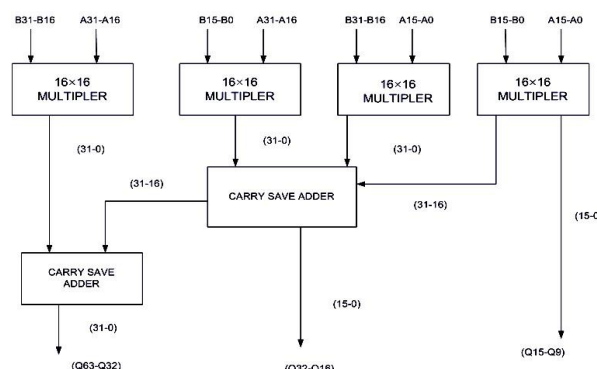 B31-B16 A31-A16 B15-B0 A31-A16 B31-B16 A15-A0 B15-B0 A15-A0
16×16 MULTIPLER
16×16 MULTIPLER
16×16 MULTIPLER
16×16 MULTIPLER
(31-0)
(31-0)
(31-0)
(31-16)
CARRY SAVE ADDER
(31-16)
(15-0
CARRY SAVE
ADDER
(15-0)
(31-0)
(Q15-Q9)
(Q63-Q32)
(Q32-Q16)